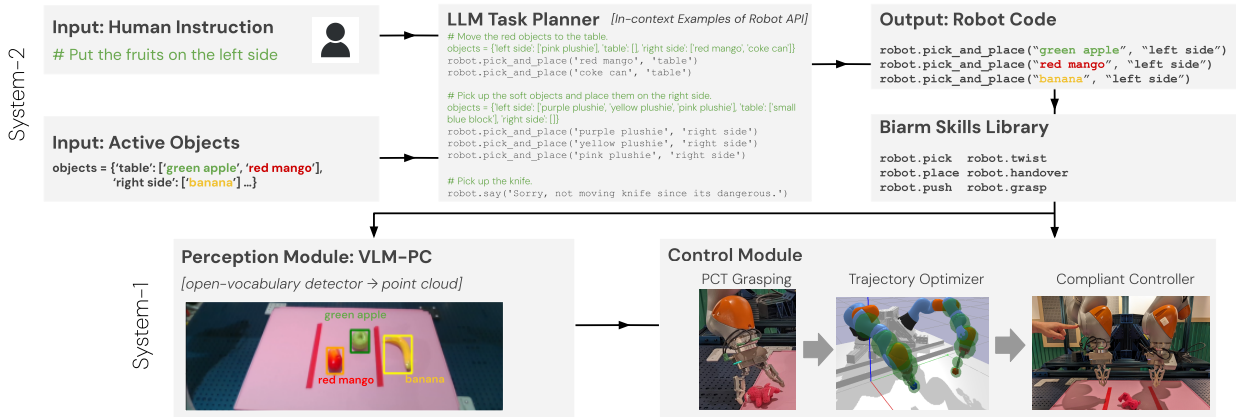 System-2
Input: Human Instruction
# Put the fruits on the left side
Input: Active Objects
objects = {‘table’: [‘green apple’, ‘red mango’],
‘right side’: [‘banana’] ...}
LLM Task Planner [In-context Examples of Robot API]
# Move the red objects to the table.
objects = {'left side': ['pink plushie'], 'table': [], 'right side': ['red mango', 'coke can']}
robot.pick_and_place('red mango', 'table')
robot.pick_and_place('coke can', 'table')
# Pick up the soft objects and place them on the right side.
objects = {'left side': ['purple plushie', 'yellow plushie', 'pink plushie'], 'table': ['small
blue block'], 'right side': []}
robot.pick_and_place('purple plushie', 'right side')
robot.pick_and_place('yellow plushie', 'right side')
robot.pick_and_place('pink plushie', 'right side')
# Pick up the knife.
robot.say('Sorry, not moving knife since its dangerous.')
Output: Robot Code
robot.pick_and_place(“green apple”, “left side”)
robot.pick_and_place(“red mango”, “left side”)
robot.pick_and_place(“banana”, “left side”)
Biarm Skills Library
robot.pick robot.twist
robot.place robot.handover
robot.push robot.grasp
System-1
Perception Module: VLM-PC
[open-vocabulary detector → point cloud]
green apple
red mango
banana
Control Module
PCT Grasping
Trajectory Optimizer
Compliant Controller